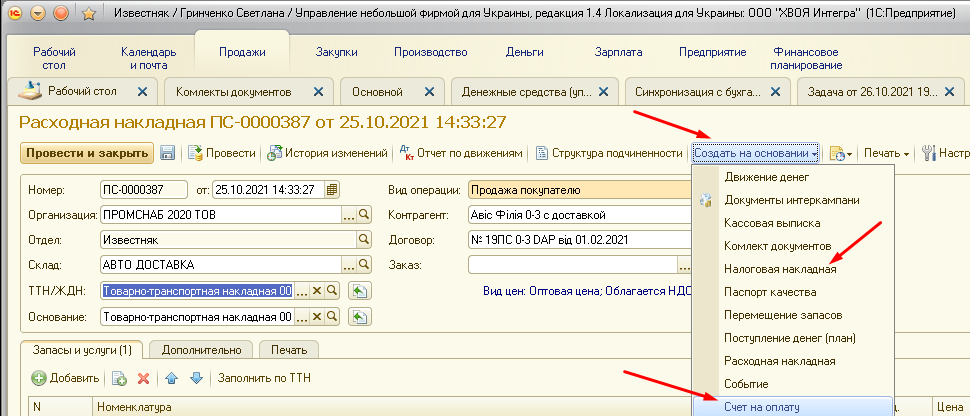 Известняк / Гринченко Светлана / Управление небольшой фирмой для Украины, редакция 1.4 Локализация для Украины: ООО "ХВОЯ Интегра" (1С:Предприятие)
Рабочий стол
Календарь и почта
Продажи
Закупки
Производство
Деньги
Зарплата
Предприятие
Финансовое планирование
Рабочий стол
Комлекты документов
Основной
Денежные средства (уп...
Синхронизация с бухга...
Задача от 26.10.2021 19...
Расходная накладная ПС-0000387 от 25.10.2021 14:33:27
Провести и закрыть
Провести
История изменений
Дт Кт Отчет по движениям
Структура подчиненности
Создать на основании
Печать
Настр
Номер: ПС-0000387 от: 25.10.2021 14:33:27
Вид операции: Продажа покупателю
Организация: ПРОМСНАБ 2020 ТОВ
Контрагент: Авіс Філія 0-3 с доставкой
Отдел: Известняк
Договор: № 19ПС 0-3 DAP від 01.02.2021
Склад: АВТО ДОСТАВКА
Заказ:
ТТН/ЖДН: Товарно-транспортная накладная 00
Вид цен: Оптовая цена; Облагается НДС
Основание: Товарно-транспортная накладная 00
Движение денег
Документы интеркампани
Кассовая выписка
Комлект документов
Налоговая накладная
Паспорт качества
Перемещение запасов
Поступление денег (план)
Расходная накладная
Событие
Счет на оплату
Запасы и услуги (1)
Дополнительно
Печать
Добавить
Заполнить по ТТН
N
Номенклатура
Цена